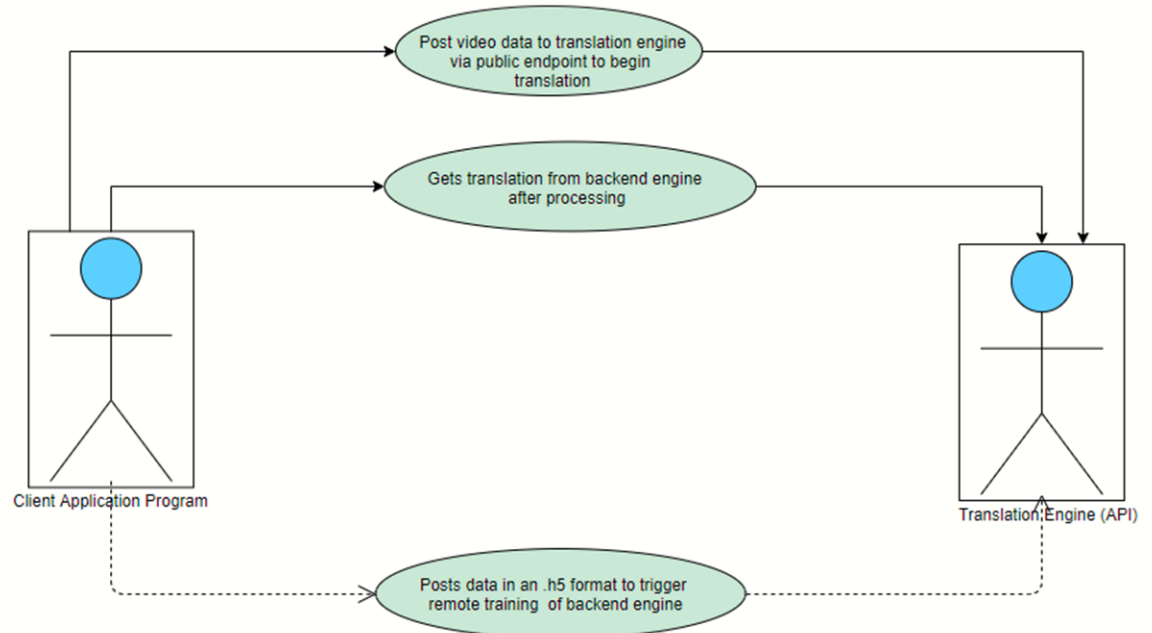 Post video data to translation engine
via public endpoint to begin
translation
Gets translation from backend engine
after processing
Client Application Program
Translation Engine (API)
Posts data in an .h5 format to trigger
remote training of backend engine